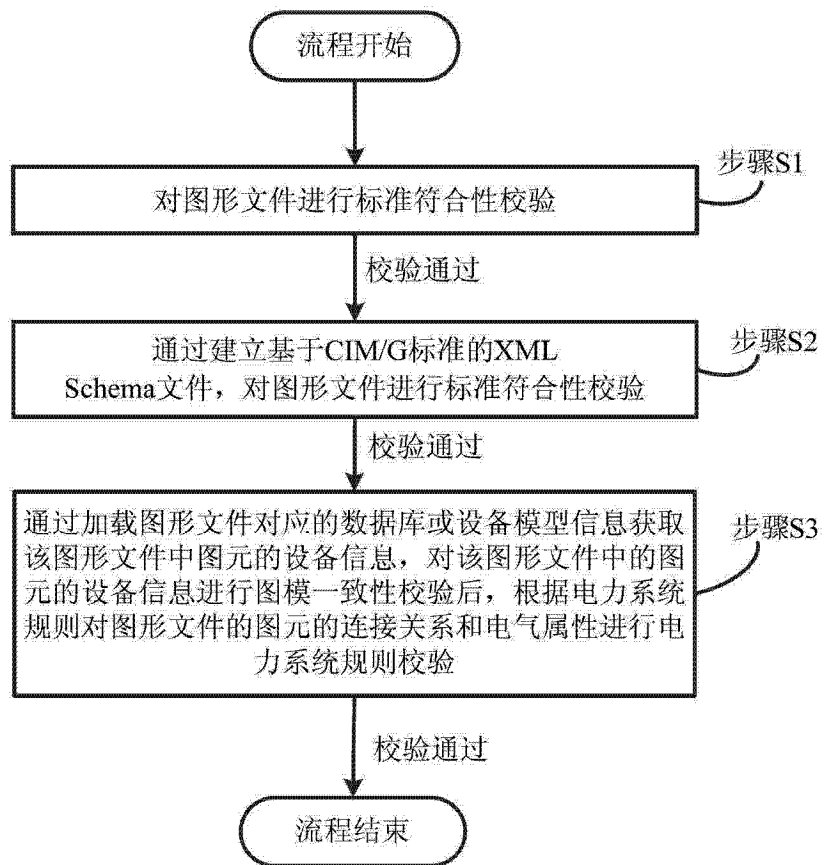 流程开始
步骤S1
对图形文件进行标准符合性校验
校验通过
步骤S2
通过建立基于CIM/G标准的XML
Schema文件，对图形文件进行标准符合性校验
校验通过
步骤S3
通过加载图形文件对应的数据库或设备模型信息获取
该图形文件中图元的设备信息，对该图形文件中的图
元的设备信息进行图模一致性校验后，根据电力系统
规则对图形文件的图元的连接关系和电气属性进行电
力系统规则校验
校验通过
流程结束